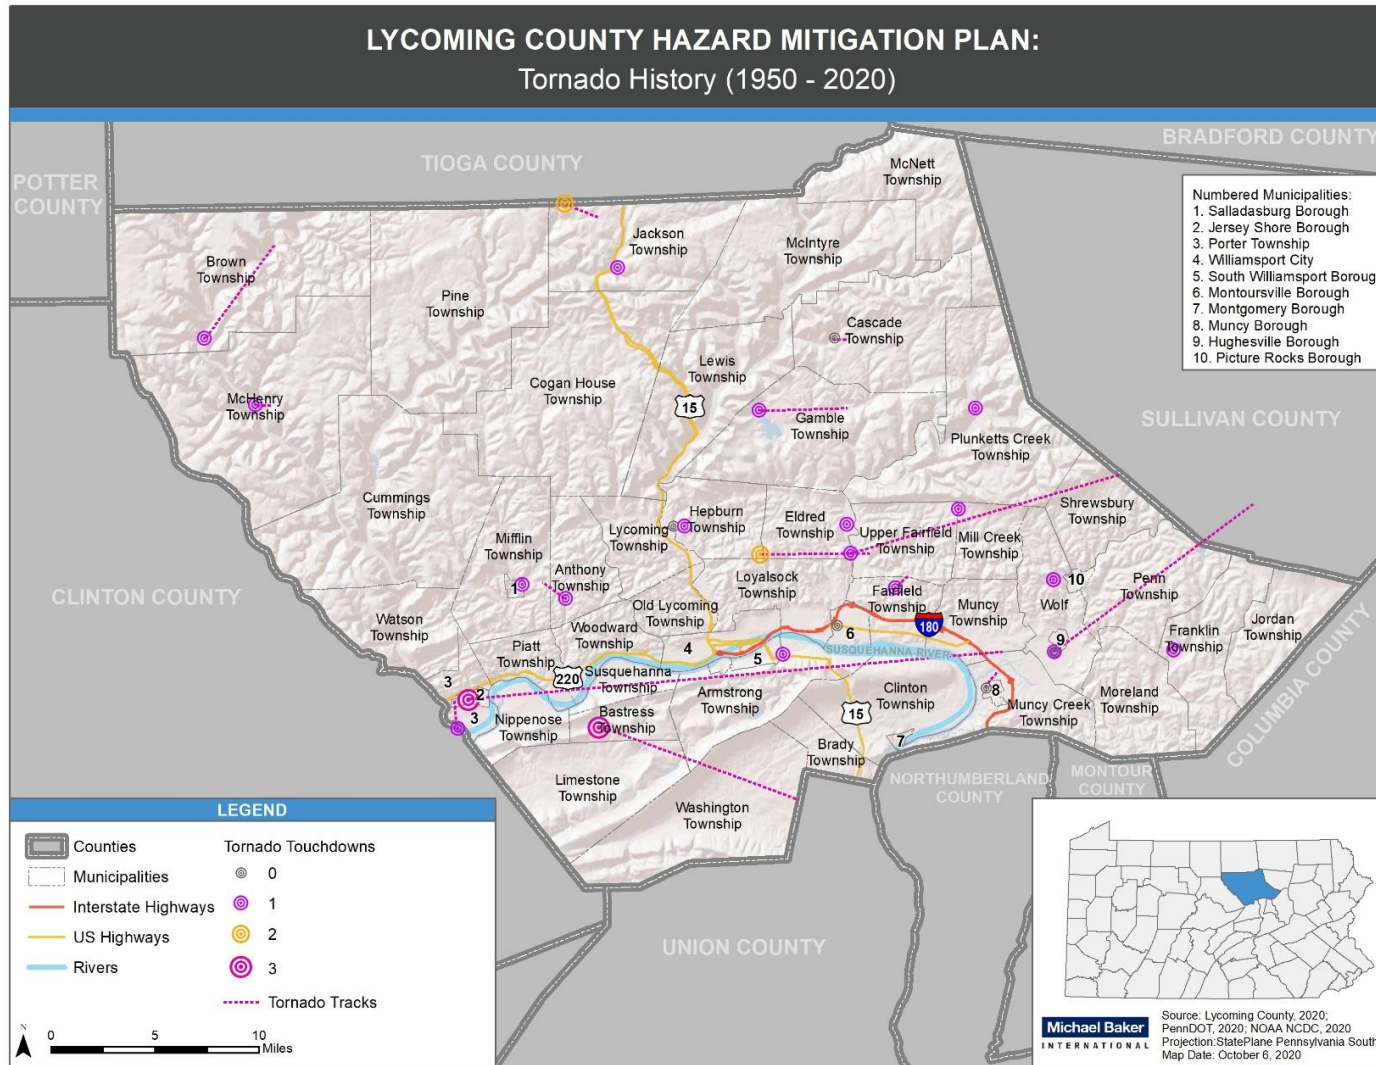 LYCOMING COUNTY HAZARD MITIGATION PLAN:
Tornado History (1950 - 2020)
BRADFORD COUNTY
TIOGA COUNTY
POTTER
COUNTY
McNett
Township
Numbered Municipalities:
1. Salladasburg Borough
2. Jersey Shore Borough
3. Porter Township
4. Williamsport City
5. South Williamsport Boroug
6. Montoursville Borough
7. Montgomery Borough
8. Muncy Borough
9. Hughesville Borough
10. Picture Rocks Borough
Jackson
Township
McIntyre
Township
Brown
Township
Pine
Township
Cascade
Township
Lewis
Township
Cogan House
Township
McHenry
Township
15
Gamble
Township
SULLIVAN COUNTY
Plunketts Creek
Township
Cummings
Township
Shrewsbury
Township
Hepburn
Township
Eldred
Township
Lycoming
Township
Upper Fairfield
Township
Mill Creek
Township
Mifflin
Township
Anthony
Township
Loyalsock
Township
1
10
Penn
Township
CLINTON COUNTY
Fairfield
Township
Muncy
Township
Wolf
Old Lycoming
Township
Watson
Township
Woodward
Township
180
Jordan
Township
Franklin
Township
Piatt
Township
4
5
6
9
SUSQUEHANNA RIVER
COLUMBIA COUNTY
220
Susquehanna
Township
3
2
3
Armstrong
Township
Clinton
Township
8
Moreland
Township
Muncy Creek
Township
Nippenose
Township
Bastress
Township
15
7
Brady
Township
Limestone
Township
NORTHUMBERLAND
COUNTY
MONTOUR
COUNTY
Washington
Township
UNION COUNTY
LEGEND
Counties
Municipalities
Interstate Highways
US Highways
Rivers
Tornado Touchdowns
0
1
2
3
Tornado Tracks
N
0 5 10
Miles
Michael Baker
INTERNATIONAL
Source: Lycoming County, 2020;
PennDOT, 2020; NOAA NCDC, 2020
Projection:StatePlane Pennsylvania South
Map Date: October 6, 2020